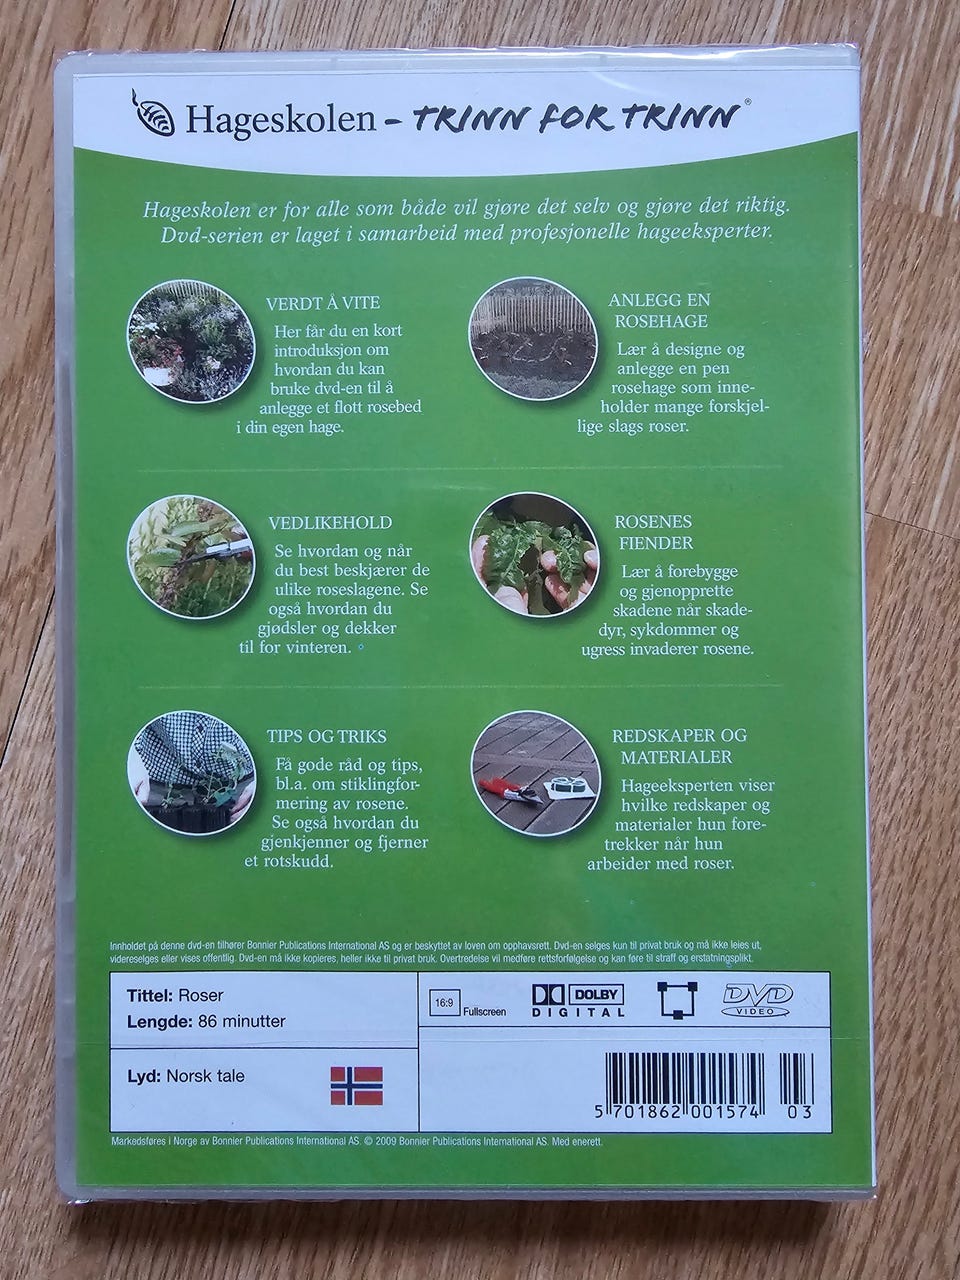 Hageskolen – TRINN FOR TRINN®
Hageskolen er for alle som både vil gjøre det selv og gjøre det riktig.
Dvd-serien er laget i samarbeid med profesjonelle hageeksperter.
VERDT Å VITE
Her får du en kort
introduksjon om
hvordan du kan
bruke dvd-en til å
anlegge et flott rosebed
i din egen hage.
ANLEGG EN
ROSEHAGE
Lær å designe og
anlegge en pen
rosehage som inne-
holder mange forskjel-
lige slags roser.
VEDLIKEHOLD
Se hvordan og når
du best beskjærer de
ulike roseslagene. Se
også hvordan du
gjødsler og dekker
til for vinteren.
ROSENES
FIENDER
Lær å forebygge
og gjenopprette
skadene når skade-
dyr, sykdommer og
ugress invaderer rosene.
TIPS OG TRIKS
Få gode råd og tips,
bl.a. om stiklingfor-
mering av rosene.
Se også hvordan du
gjenkjenner og fjerner
et rotskudd.
REDSKAPER OG
MATERIALER
Hageeksperten viser
hvilke redskaper og
materialer hun fore-
trekker når hun
arbeider med roser.
Innholdet på denne dvd-en tilhører Bonnier Publications International AS og er beskyttet av loven om opphavsrett. Dvd-en selges kun til privat bruk og må ikke leies ut,
videreselges eller vises offentlig. Dvd-en må ikke kopieres, heller ikke til privat bruk. Overtredelse vil medføre rettsforfølgelse og kan føre til straff og erstatningsplikt.
Tittel: Roser
Lengde: 86 minutter
16:9 Fullscreen
DOLBY
DIGITAL
DVD
VIDEO
Lyd: Norsk tale
5 701862 001574 03
Markedsføres i Norge av Bonnier Publications International AS. © 2009 Bonnier Publications International AS. Med enerett.